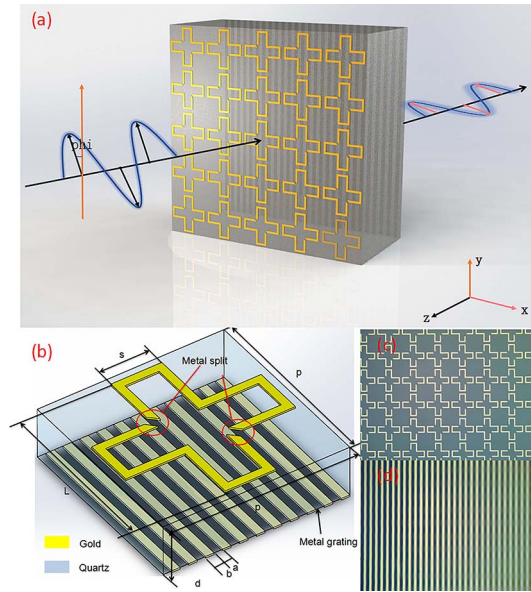 (a)
phi
y
x
z
(b)
s
Metal split
p
(c)
L
p
(d)
Metal grating
Gold
Quartz
d
b
a